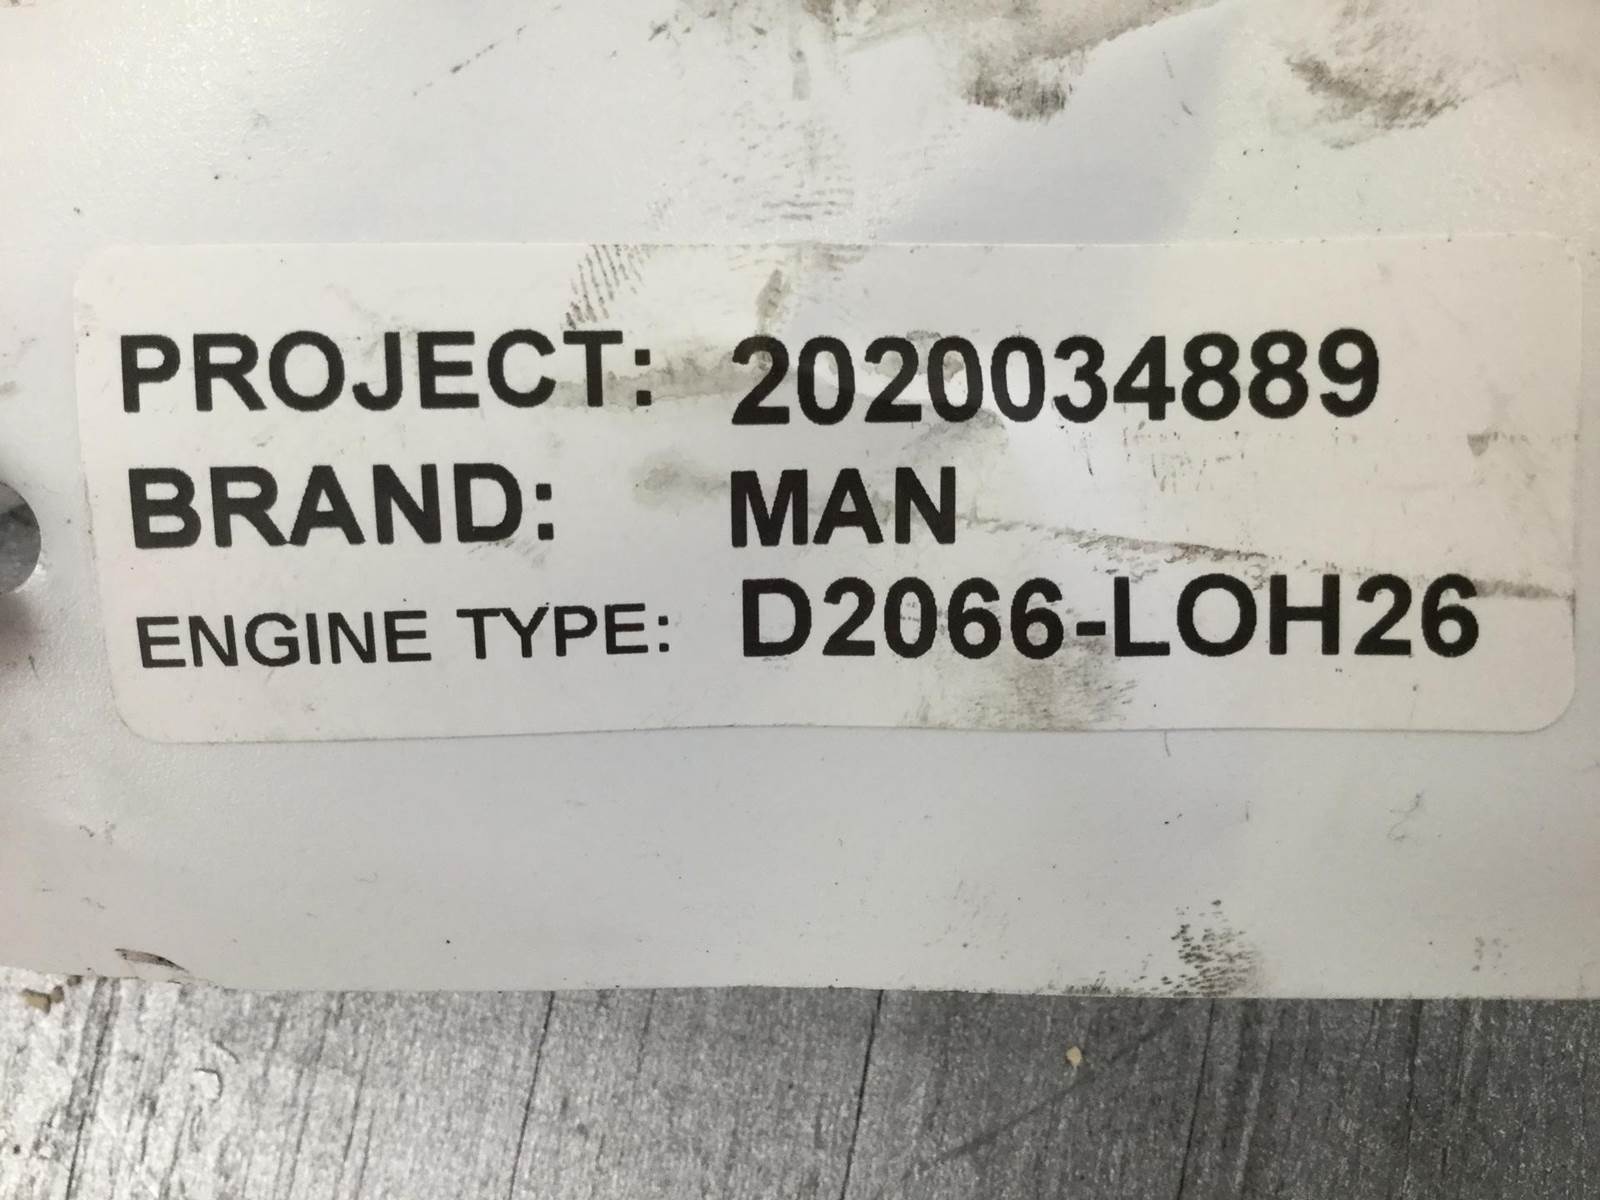 PROJECT: 2020034889
BRAND: MAN
ENGINE TYPE: D2066-LOH26